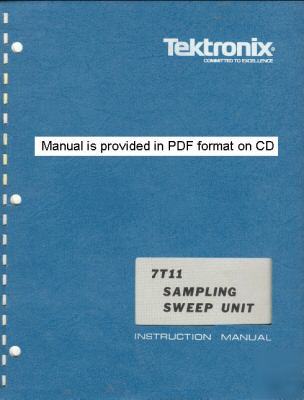 Tektronix®
COMMITTED TO EXCELLENCE
Manual is provided in PDF format on CD
7T11
SAMPLING
SWEEP UNIT
INSTRUCTION MANUAL